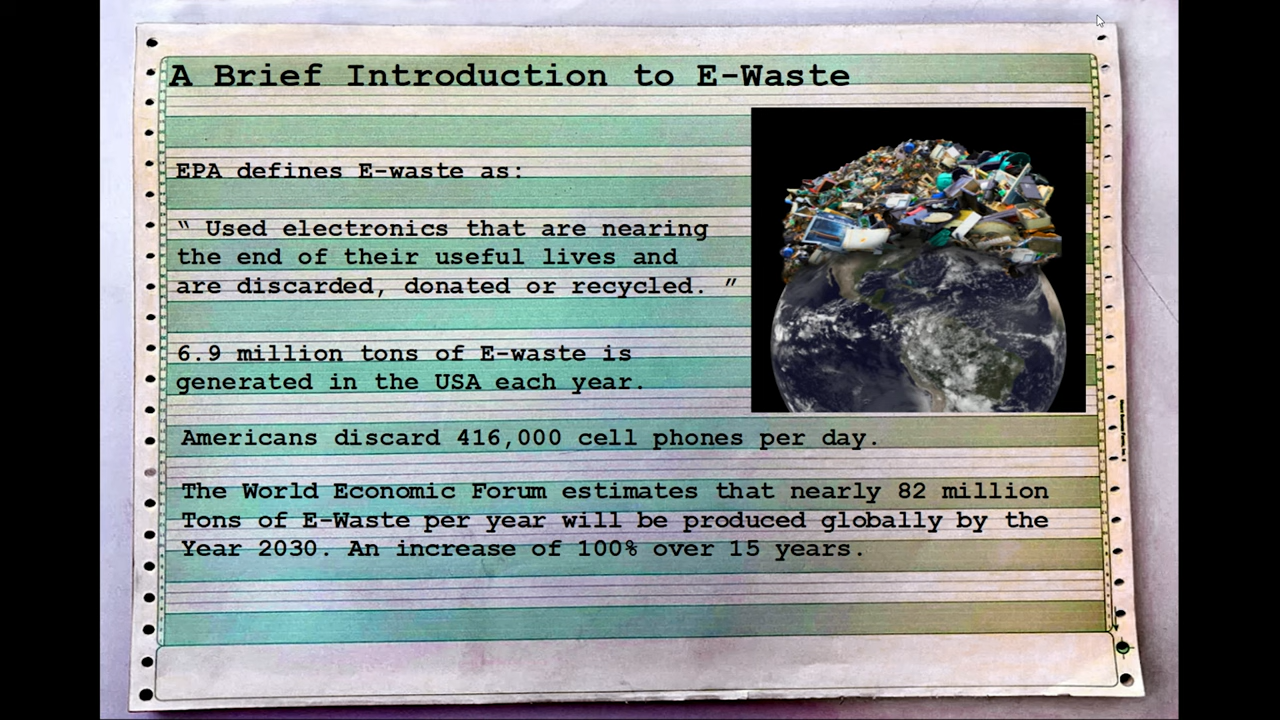 A Brief Introduction to E-Waste
EPA defines E-waste as:
“ Used electronics that are nearing
the end of their useful lives and
are discarded, donated or recycled. ”
6.9 million tons of E-waste is
generated in the USA each year.
Americans discard 416,000 cell phones per day.
The World Economic Forum estimates that nearly 82 million
Tons of E-Waste per year will be produced globally by the
Year 2030. An increase of 100% over 15 years.